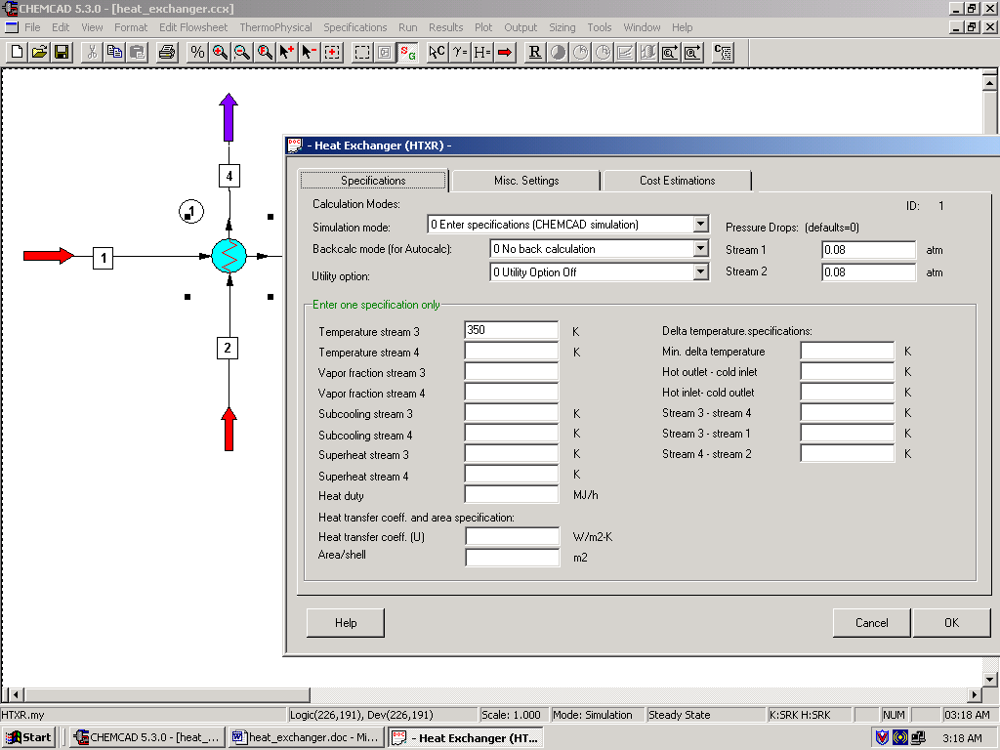 CHEMCAD 5.3.0 - [heat_exchanger.ccx]
File Edit View Format Edit Flowsheet ThermoPhysical Specifications Run Results Plot Output Sizing Tools Window Help
% S G C γ= H= R C
4
1
1
2
- Heat Exchanger (HTXR) -
Specifications Misc. Settings Cost Estimations
Calculation Modes: ID: 1
Simulation mode: 0 Enter specifications (CHEMCAD simulation) Pressure Drops: (defaults=0)
Backcalc mode (for Autocalc): 0 No back calculation Stream 1 0.08 atm
Utility option: 0 Utility Option Off Stream 2 0.08 atm
Enter one specification only
Temperature stream 3 350 K Delta temperature.specifications:
Temperature stream 4 K Min. delta temperature K
Vapor fraction stream 3 Hot outlet - cold inlet K
Vapor fraction stream 4 Hot inlet- cold outlet K
Subcooling stream 3 K Stream 3 - stream 4 K
Subcooling stream 4 K Stream 3 - stream 1 K
Superheat stream 3 K Stream 4 - stream 2 K
Superheat stream 4 K
Heat duty MJ/h
Heat transfer coeff. and area specification:
Heat transfer coeff. (U) W/m2-K
Area/shell m2
Help Cancel OK
HTXR.my Logic(226,191), Dev(226,191) Scale: 1.000 Mode: Simulation Steady State K:SRK H:SRK NUM 03:18 AM
Start CHEMCAD 5.3.0 - [heat_... heat_exchanger.doc - Mi... - Heat Exchanger (HT... 3:18 AM